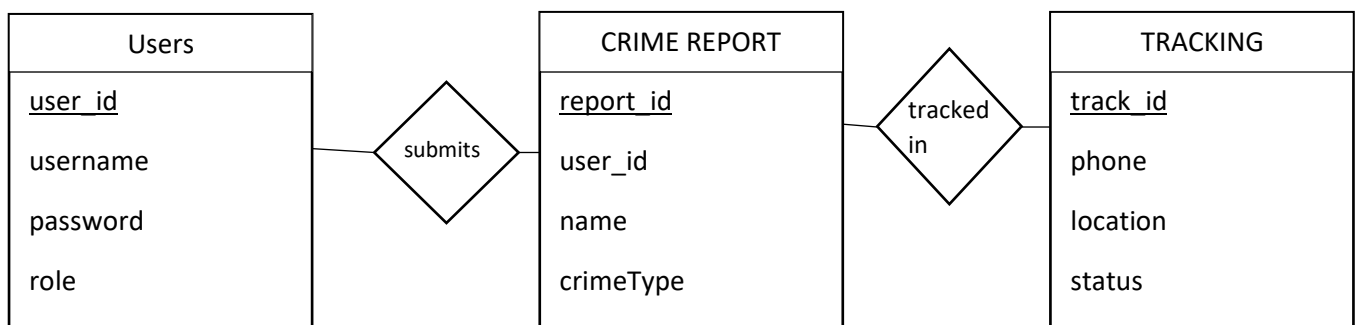 Users
user_id
username
password
role
submits
CRIME REPORT
report_id
user_id
name
crimeType
tracked
in
TRACKING
track_id
phone
location
status